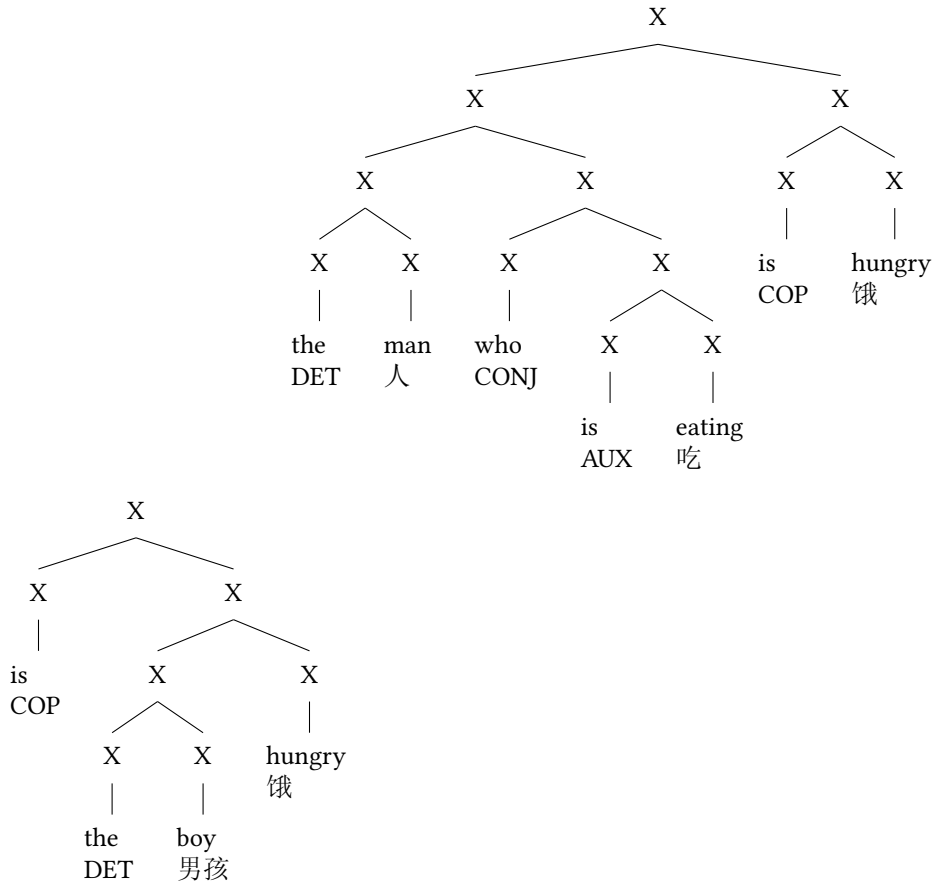 X
X X
X X X X
X X X X is hungry
COP 饿
the man who X X
DET 人 CONJ
is eating
AUX 吃
X
X X
is X X
COP
X X hungry
饿
the boy
DET 男孩